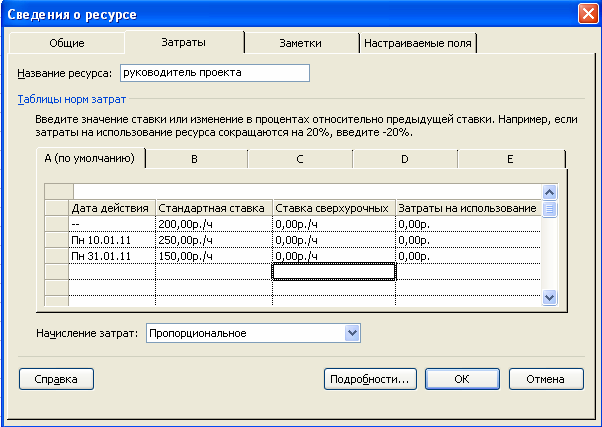 Сведения о ресурсе
Общие Затраты Заметки Настраиваемые поля
Название ресурса: руководитель проекта
Таблицы норм затрат
Введите значение ставки или изменение в процентах относительно предыдущей ставки. Например, если
затраты на использование ресурса сокращаются на 20%, введите -20%.
A (по умолчанию) B C D E
Дата действия Стандартная ставка Ставка сверхурочных Затраты на использование
-- 200,00р./ч 0,00р./ч 0,00р.
Пн 10.01.11 250,00р./ч 0,00р./ч 0,00р.
Пн 31.01.11 150,00р./ч 0,00р./ч 0,00р.
Начисление затрат: Пропорциональное
Справка Подробности... ОК Отмена